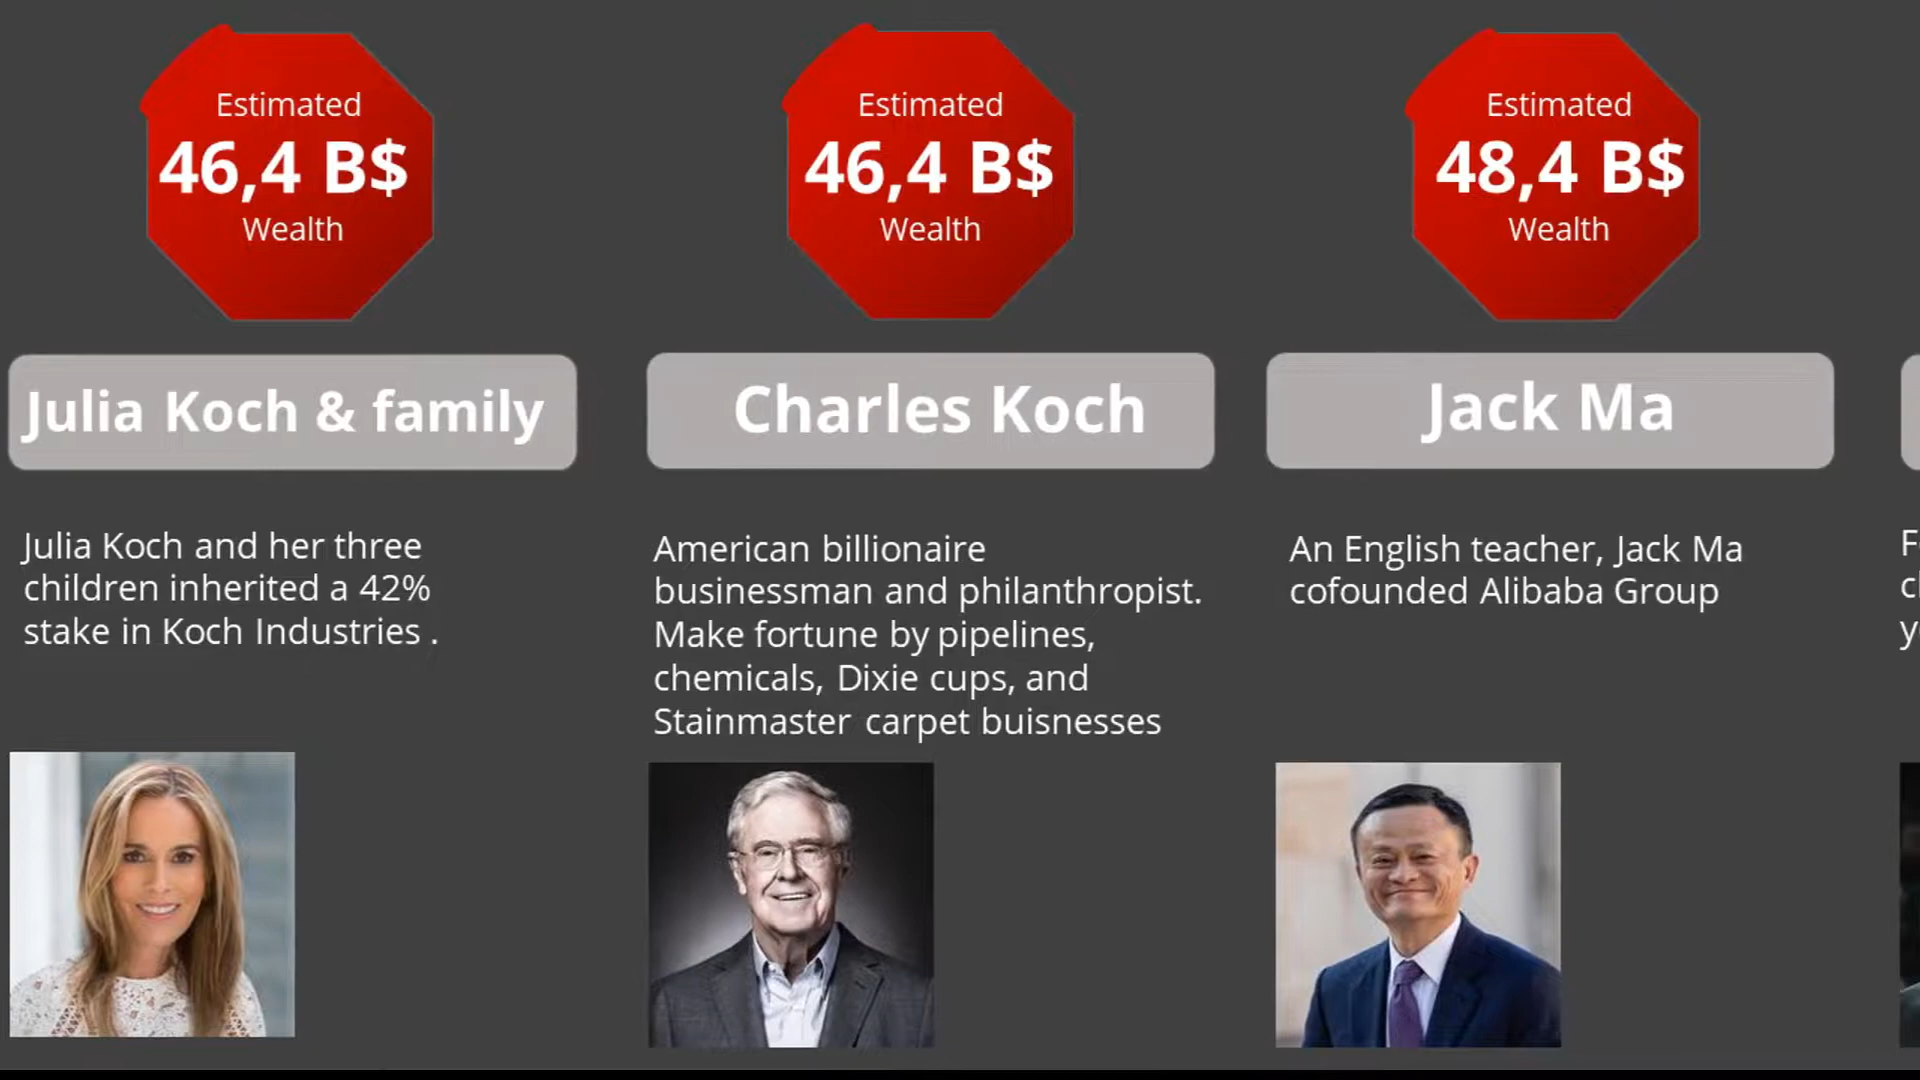 Estimated
46,4 B$
Wealth
Julia Koch & family
Julia Koch and her three
children inherited a 42%
stake in Koch Industries .
Estimated
46,4 B$
Wealth
Charles Koch
American billionaire
businessman and philanthropist.
Make fortune by pipelines,
chemicals, Dixie cups, and
Stainmaster carpet buisnesses
Estimated
48,4 B$
Wealth
Jack Ma
An English teacher, Jack Ma
cofounded Alibaba Group